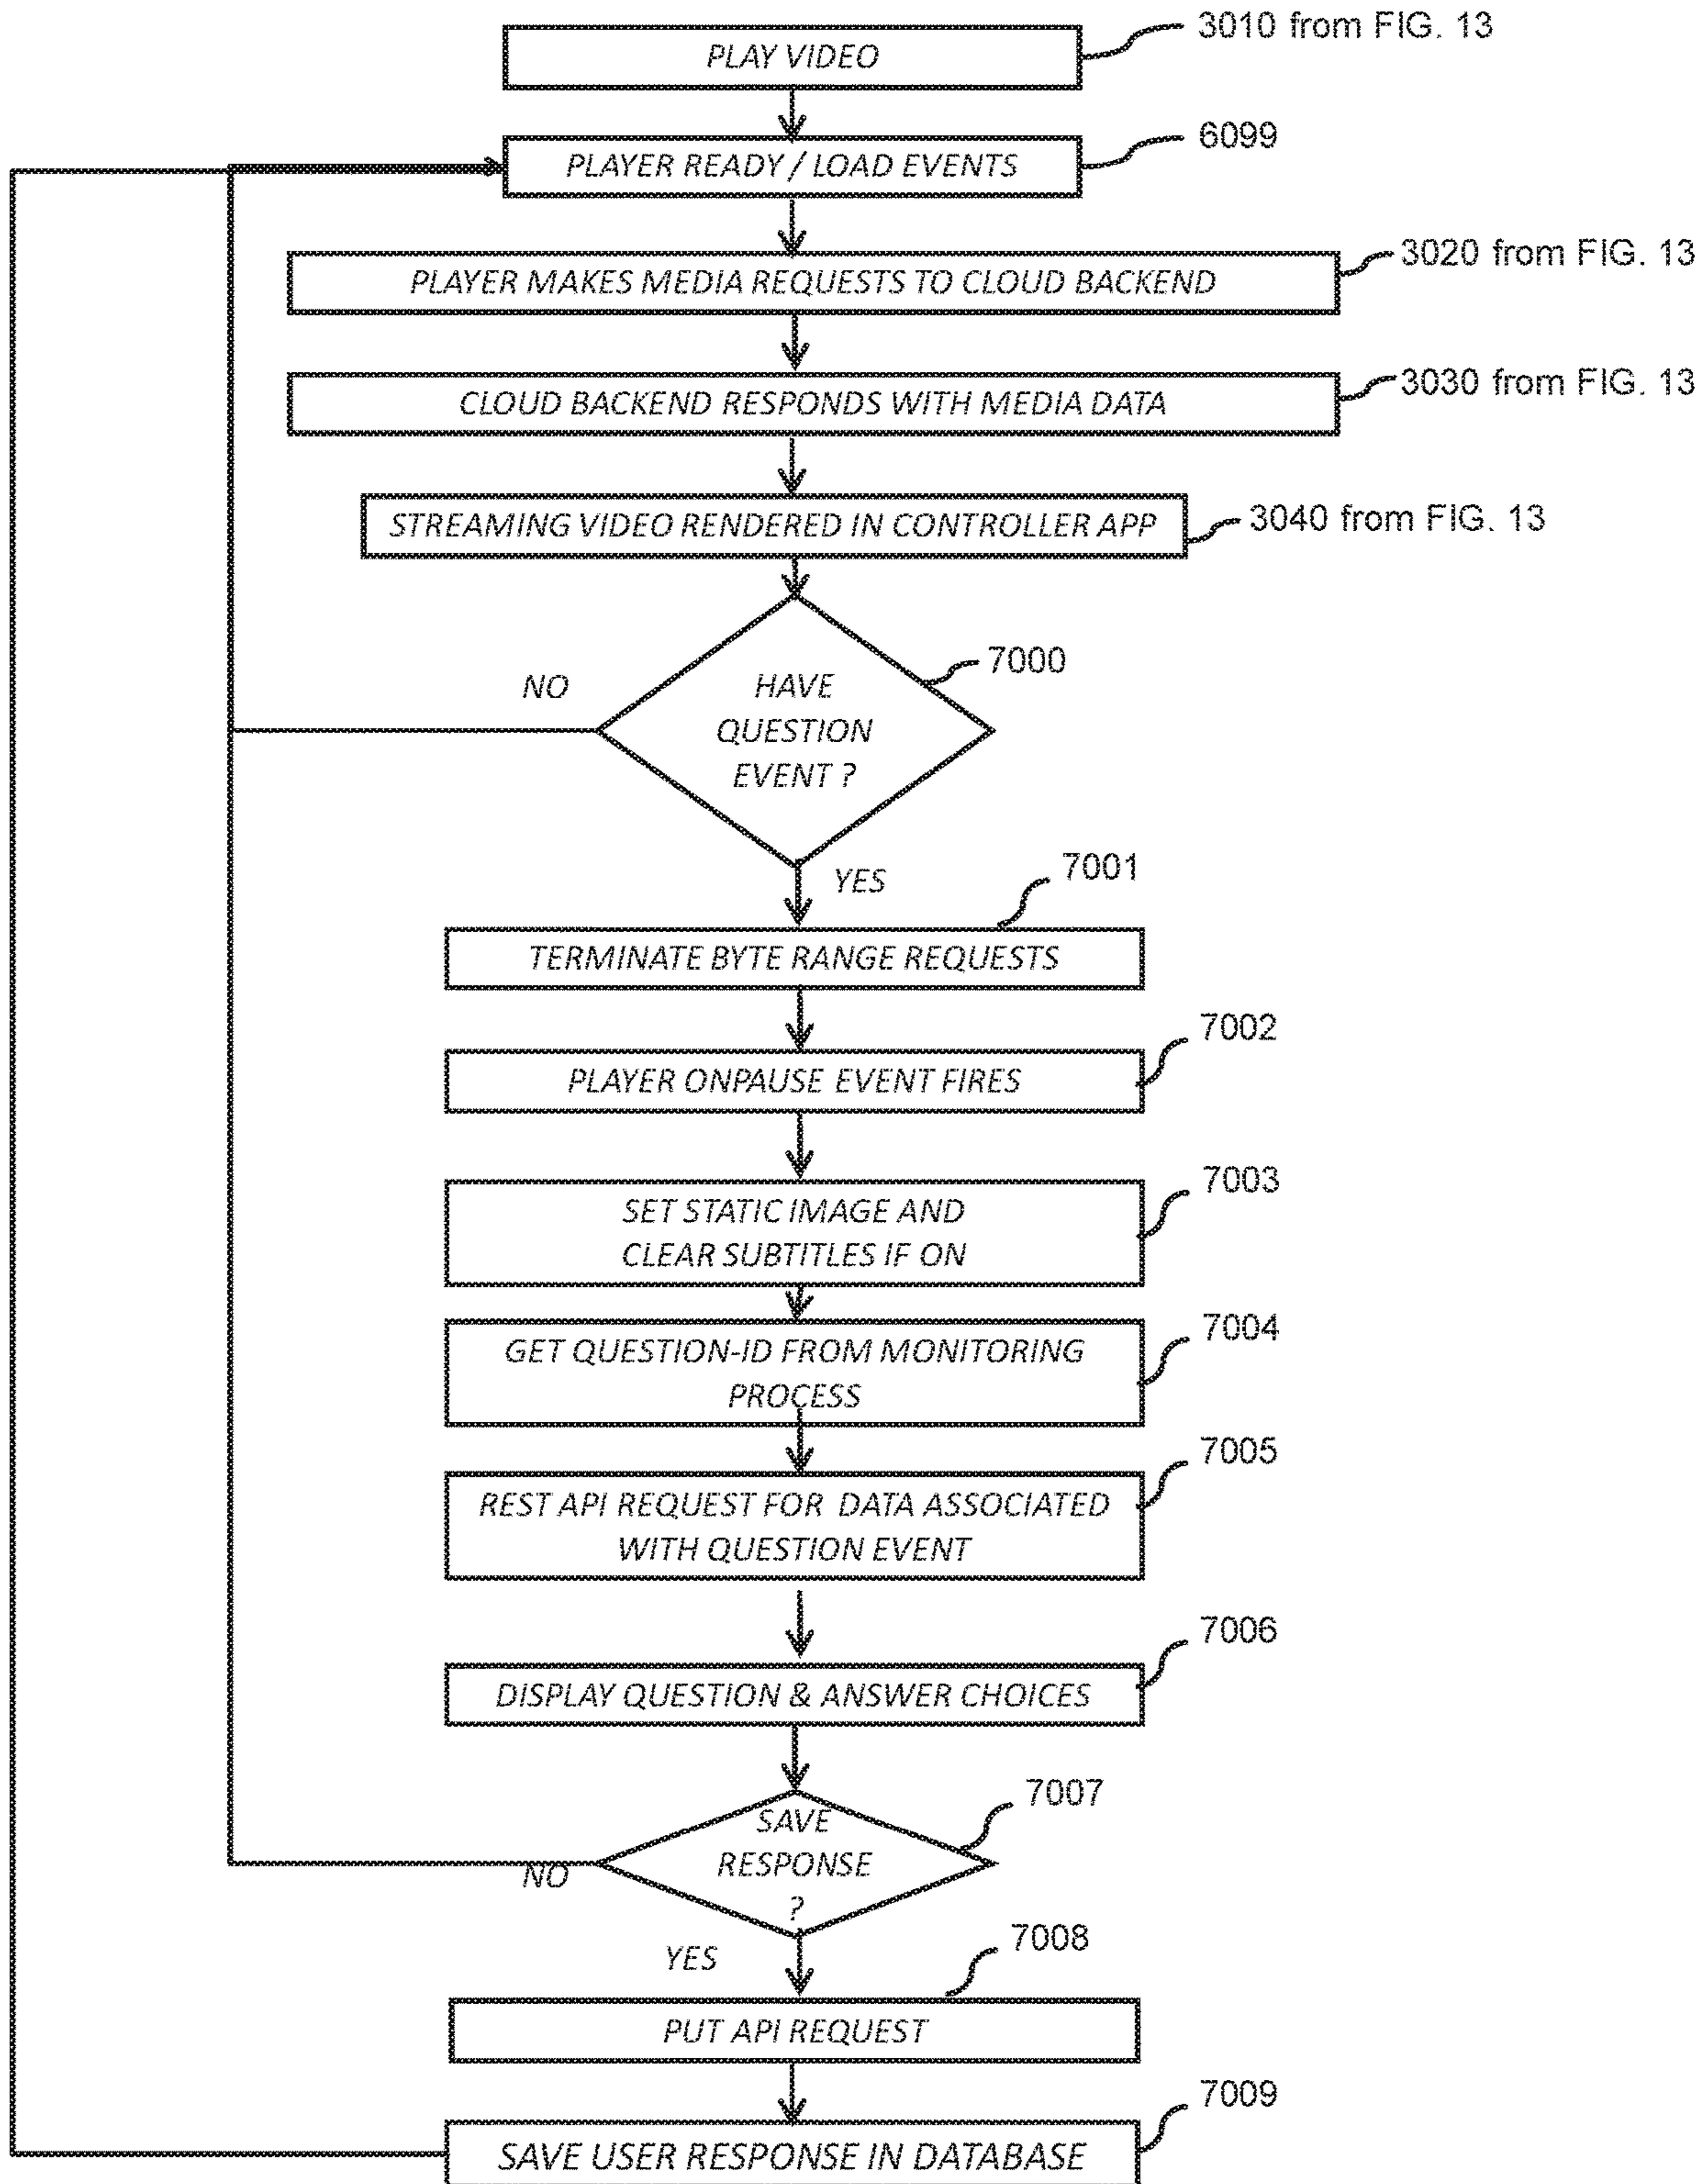 3010 from FIG. 13
PLAY VIDEO
6099
PLAYER READY / LOAD EVENTS
3020 from FIG. 13
PLAYER MAKES MEDIA REQUESTS TO CLOUD BACKEND
3030 from FIG. 13
CLOUD BACKEND RESPONDS WITH MEDIA DATA
STREAMING VIDEO RENDERED IN CONTROLLER APP
3040 from FIG. 13
7000
NO
HAVE
QUESTION
EVENT ?
YES
7001
TERMINATE BYTE RANGE REQUESTS
7002
PLAYER ONPAUSE EVENT FIRES
7003
SET STATIC IMAGE AND
CLEAR SUBTITLES IF ON
7004
GET QUESTION-ID FROM MONITORING
PROCESS
7005
REST API REQUEST FOR DATA ASSOCIATED
WITH QUESTION EVENT
7006
DISPLAY QUESTION & ANSWER CHOICES
7007
SAVE
RESPONSE
?
NO
YES
7008
PUT API REQUEST
7009
SAVE USER RESPONSE IN DATABASE